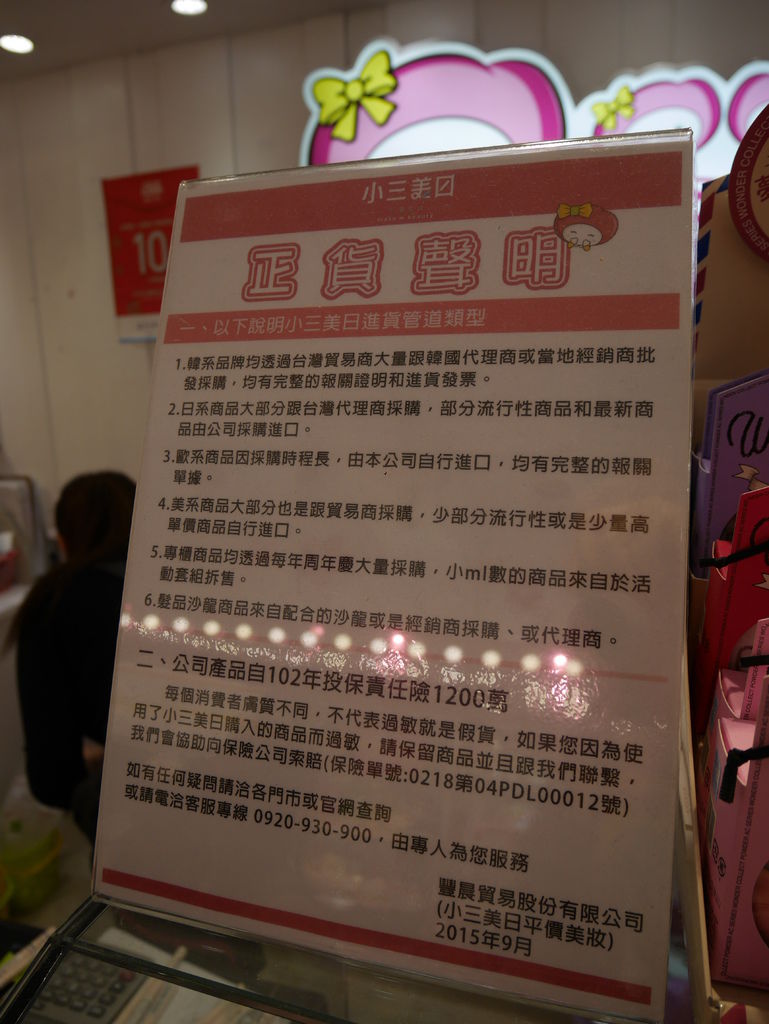 小三美日
正貨聲明
一、以下說明小三美日進貨管道類型
1.韓系品牌均透過台灣貿易商大量跟韓國代理商或當地經銷商批
發採購，均有完整的報關證明和進貨發票。
2.日系商品大部分跟台灣代理商採購，部分流行性商品和最新商
品由公司採購進口。
3.歐系商品因採購時程長，由本公司自行進口，均有完整的報關
單據。
4.美系商品大部分也是跟貿易商採購，少部分流行性或是少量高
單價商品自行進口。
5.專櫃商品均透過每年周年慶大量採購，小ml數的商品來自於活
動套組拆售。
6.髮品沙龍商品來自配合的沙龍或是經銷商採購、或代理商。
二、公司產品自102年投保責任險1200萬
每個消費者膚質不同，不代表過敏就是假貨，如果您因為使
用了小三美日購入的商品而過敏，請保留商品並且跟我們聯繫，
我們會協助向保險公司索賠(保險單號:0218第04PDL00012號)
如有任何疑問請洽各門市或官網查詢
或請電洽客服專線 0920-930-900，由專人為您服務
豐晨貿易股份有限公司
(小三美日平價美妝)
2015年9月
10
SERIES WONDER COLLEC
W